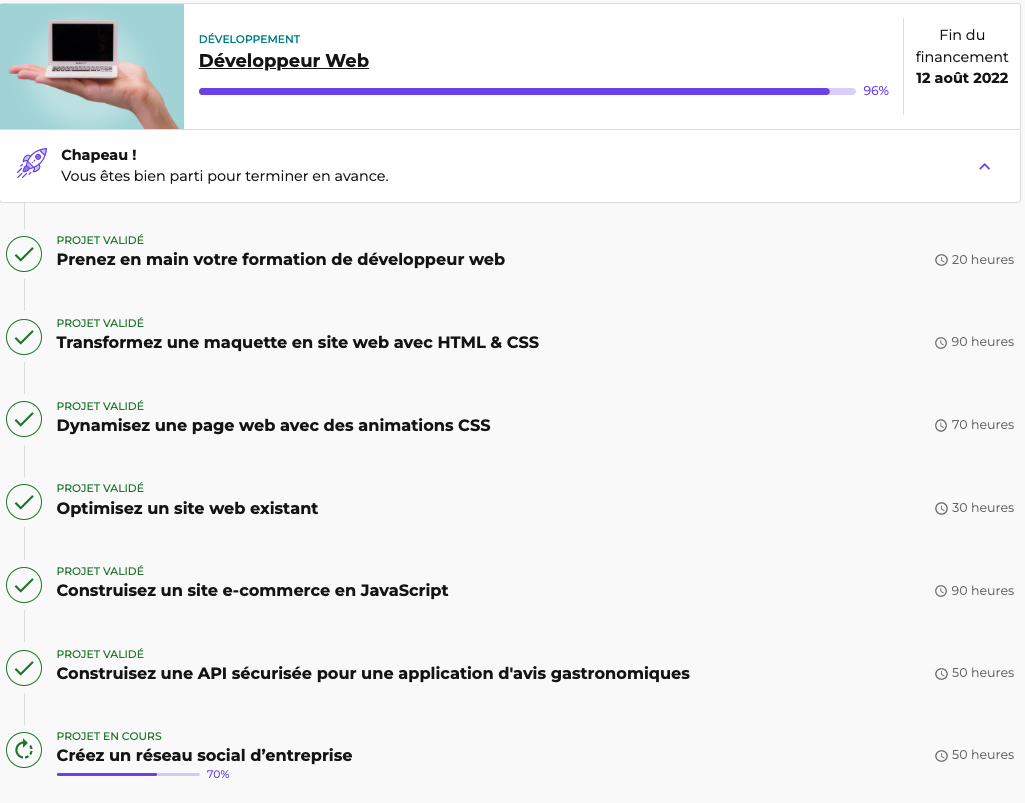 DÉVELOPPEMENT
Développeur Web
96%
Fin du
financement
12 août 2022
Chapeau !
Vous êtes bien parti pour terminer en avance.
PROJET VALIDÉ
Prenez en main votre formation de développeur web
20 heures
PROJET VALIDÉ
Transformez une maquette en site web avec HTML & CSS
90 heures
PROJET VALIDÉ
Dynamisez une page web avec des animations CSS
70 heures
PROJET VALIDÉ
Optimisez un site web existant
30 heures
PROJET VALIDÉ
Construisez un site e-commerce en JavaScript
90 heures
PROJET VALIDÉ
Construisez une API sécurisée pour une application d'avis gastronomiques
50 heures
PROJET EN COURS
Créez un réseau social d’entreprise
50 heures
70%